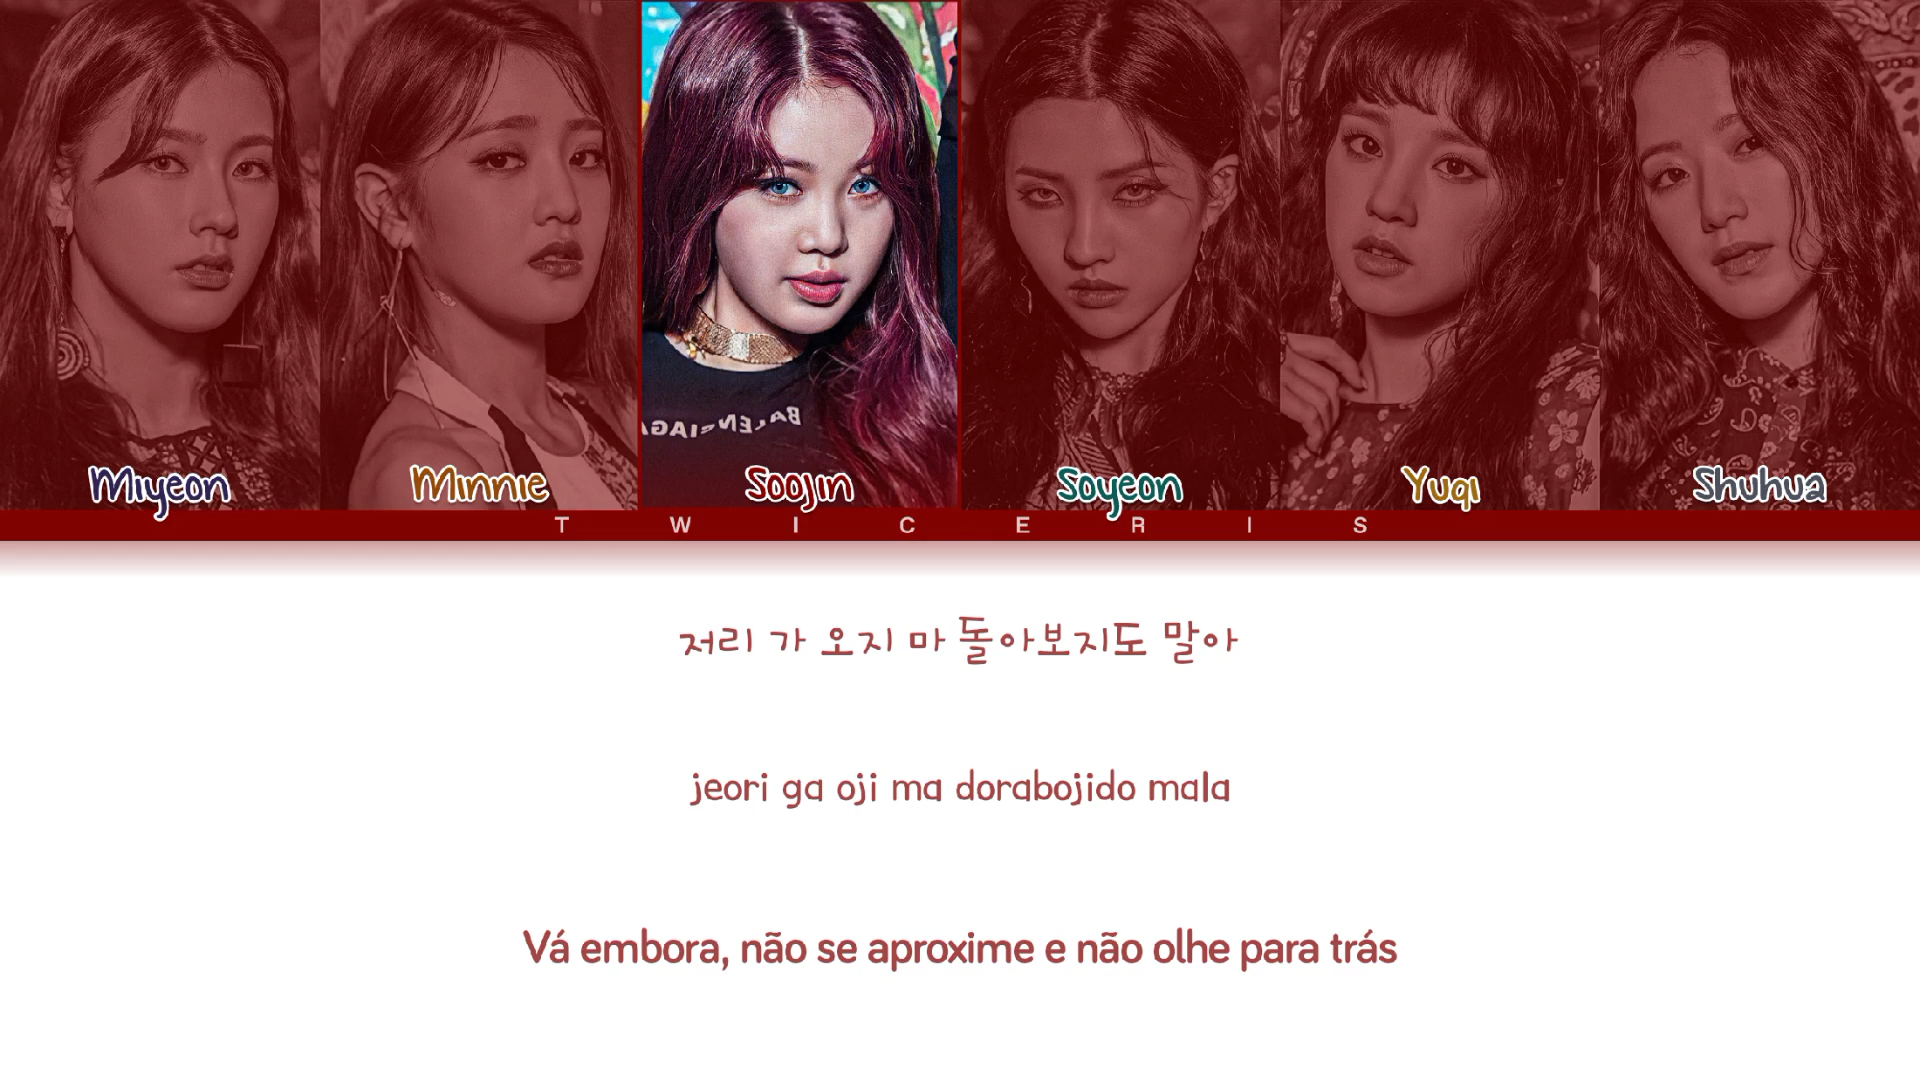 BALENCIAGA
Miyeon Minnie Soojin Soyeon Yuqi Shuhua
T W I C E R I S
저리 가 오지 마 돌아보지도 말아
jeori ga oji ma dorabojido mala
Vá embora, não se aproxime e não olhe para trás